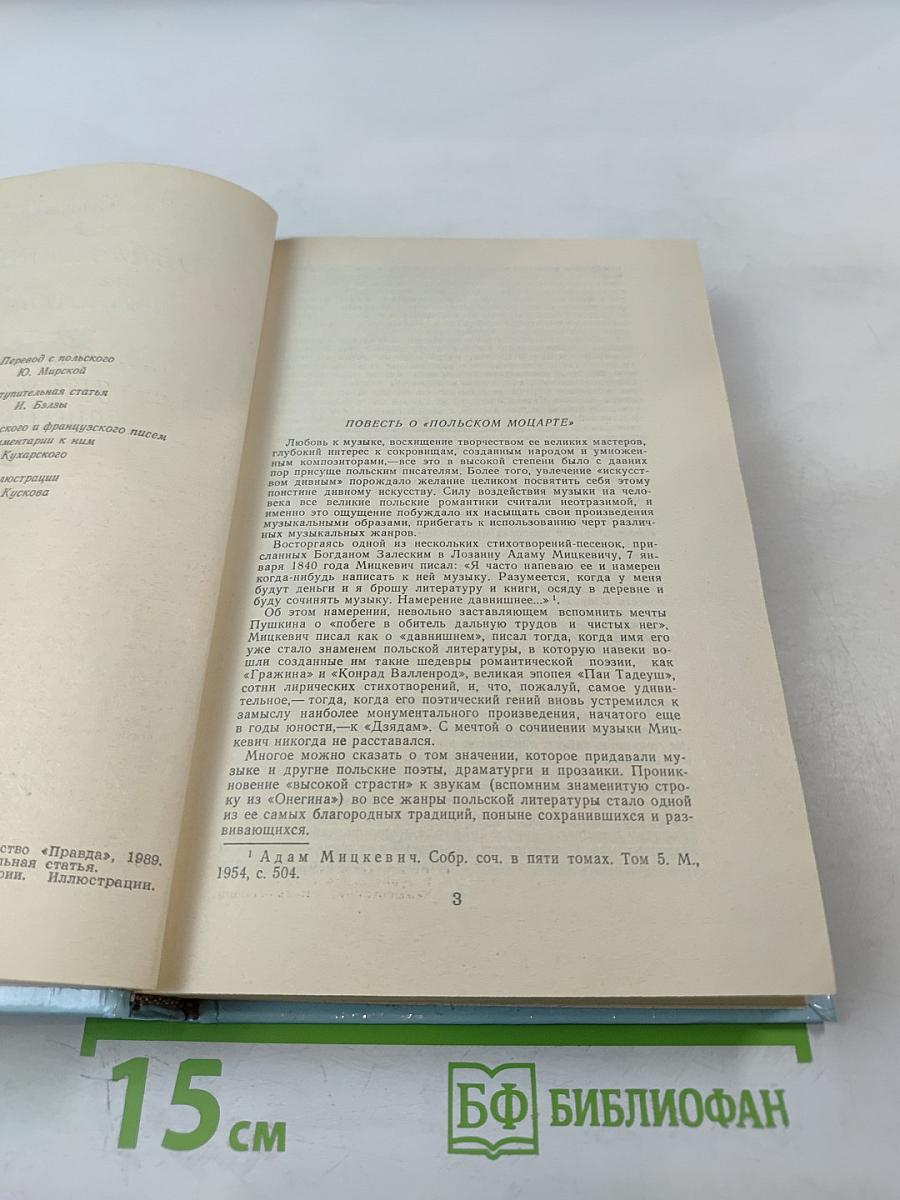 Перевод с польского
Ю. Мирской
тупительная статья
И. Бэлзы
ского и французского писем
ментарии к ним
Кухарского
люстрации
Кускова
ство «Правда», 1989.
льная статья.
рии. Иллюстрации.
ПОВЕСТЬ О «ПОЛЬСКОМ МОЦАРТЕ»
Любовь к музыке, восхищение творчеством ее великих мастеров,
глубокий интерес к сокровищам, созданным народом и умножен-
ным композиторами,—все это в высокой степени было с давних
пор присуще польским писателям. Более того, увлечение «искусст-
вом дивным» порождало желание целиком посвятить себя этому
поистине дивному искусству. Силу воздействия музыки на чело-
века все великие польские романтики считали неотразимой, и
именно это ощущение побуждало их насыщать свои произведения
музыкальными образами, прибегать к использованию черт различ-
ных музыкальных жанров.
Восторгаясь одной из нескольких стихотворений-песенок, при-
сланных Богданом Залеским в Лозанну Адаму Мицкевичу, 7 ян-
варя 1840 года Мицкевич писал: «Я часто напеваю ее и намерен
когда-нибудь написать к ней музыку. Разумеется, когда у меня
будут деньги и я брошу литературу и книги, осяду в деревне и
буду сочинять музыку. Намерение давнишнее...» ¹.
Об этом намерении, невольно заставляющем вспомнить мечты
Пушкина о «побеге в обитель дальную трудов и чистых нег»,
Мицкевич писал как о «давнишнем», писал тогда, когда имя его
уже стало знаменем польской литературы, в которую навеки во-
шли созданные им такие шедевры романтической поэзии, как
«Гражина» и «Конрад Валленрод», великая эпопея «Пан Тадеуш»,
сотни лирических стихотворений, и, что, пожалуй, самое удиви-
тельное,—тогда, когда его поэтический гений вновь устремился к
замыслу наиболее монументального произведения, начатого еще
в годы юности,—к «Дзядам». С мечтой о сочинении музыки Миц-
кевич никогда не расставался.
Многое можно сказать о том значении, которое придавали му-
зыке и другие польские поэты, драматурги и прозаики. Проник-
новение «высокой страсти» к звукам (вспомним знаменитую стро-
ку из «Онегина») во все жанры польской литературы стало одной
из ее самых благородных традиций, поныне сохранившихся и раз-
вивающихся.
¹ Адам Мицкевич. Собр. соч. в пяти томах. Том 5. М.,
1954, с. 504.
3
15 см
БФ БИБЛИОФАН